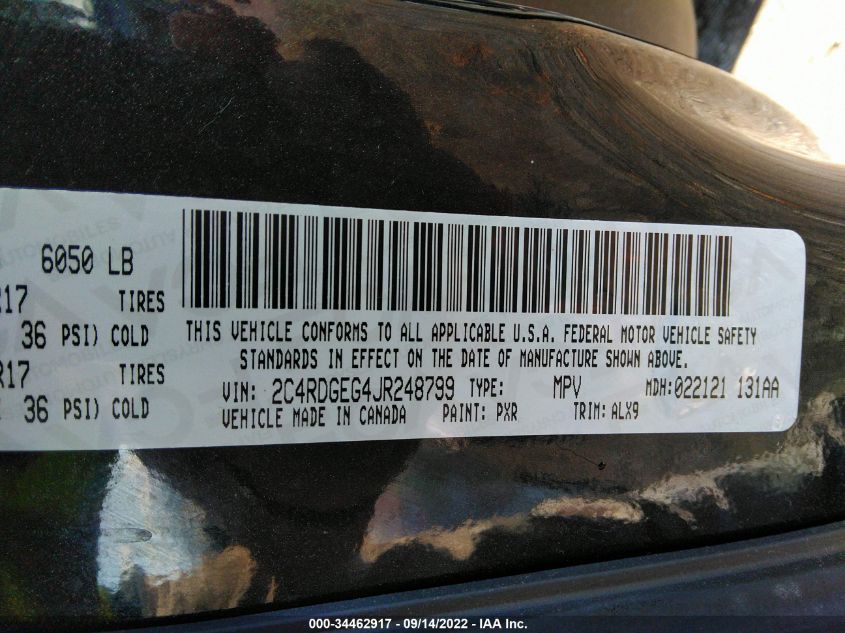 6050 LB
R17 TIRES
36 PSI) COLD
R17 TIRES
36 PSI) COLD
THIS VEHICLE CONFORMS TO ALL APPLICABLE U.S.A. FEDERAL MOTOR VEHICLE SAFETY
STANDARDS IN EFFECT ON THE DATE OF MANUFACTURE SHOWN ABOVE.
VIN: 2C4RDGEG4JR248799 TYPE: MPV MDH:022121 131AA
VEHICLE MADE IN CANADA PAINT: PXR TRIM: ALX9
000-34462917 - 09/14/2022 - IAA Inc.